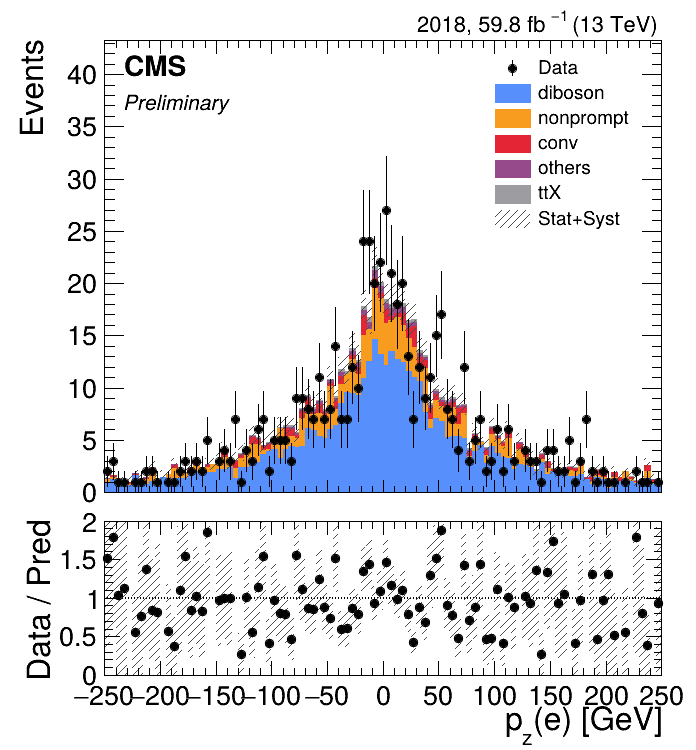 2018, 59.8 fb⁻¹ (13 TeV)
CMS
Preliminary
Data
diboson
nonprompt
conv
others
ttX
Stat+Syst
Events
40
35
30
25
20
15
10
5
0
Data / Pred
2
1.5
1
0.5
0
−250 −200 −150 −100 −50 0 50 100 150 200 250
p_z(e) [GeV]